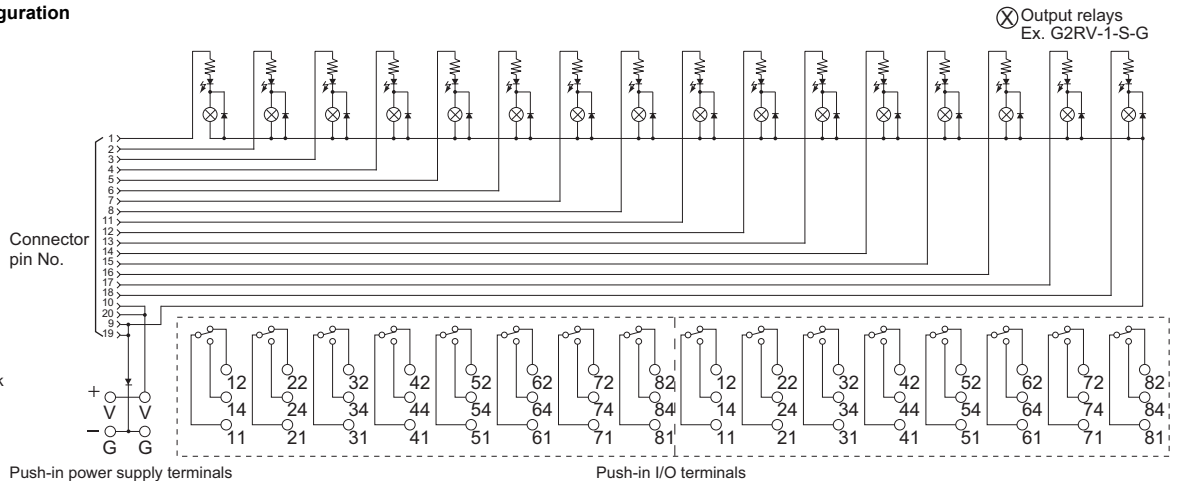 guration
Output relays
Ex. G2RV-1-S-G
1
2
3
4
5
6
7
8
11
12
13
14
15
16
17
18
10
20
9
19
Connector
pin No.
k
+
V V
−
G G
12 22 32 42 52 62 72 82 12 22 32 42 52 62 72 82
14 24 34 44 54 64 74 84 14 24 34 44 54 64 74 84
11 21 31 41 51 61 71 81 11 21 31 41 51 61 71 81
Push-in power supply terminals Push-in I/O terminals